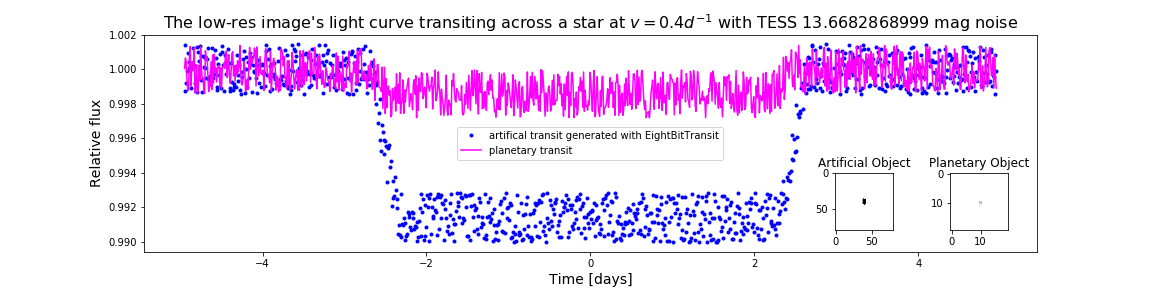 The low-res image's light curve transiting across a star at v = 0.4d⁻¹ with TESS 13.6682868999 mag noise
Relative flux
1.002
1.000
0.998
0.996
0.994
0.992
0.990
artifical transit generated with EightBitTransit
planetary transit
Artificial Object
0
50
0 50
Planetary Object
0
10
0 10
−4 −2 0 2 4
Time [days]